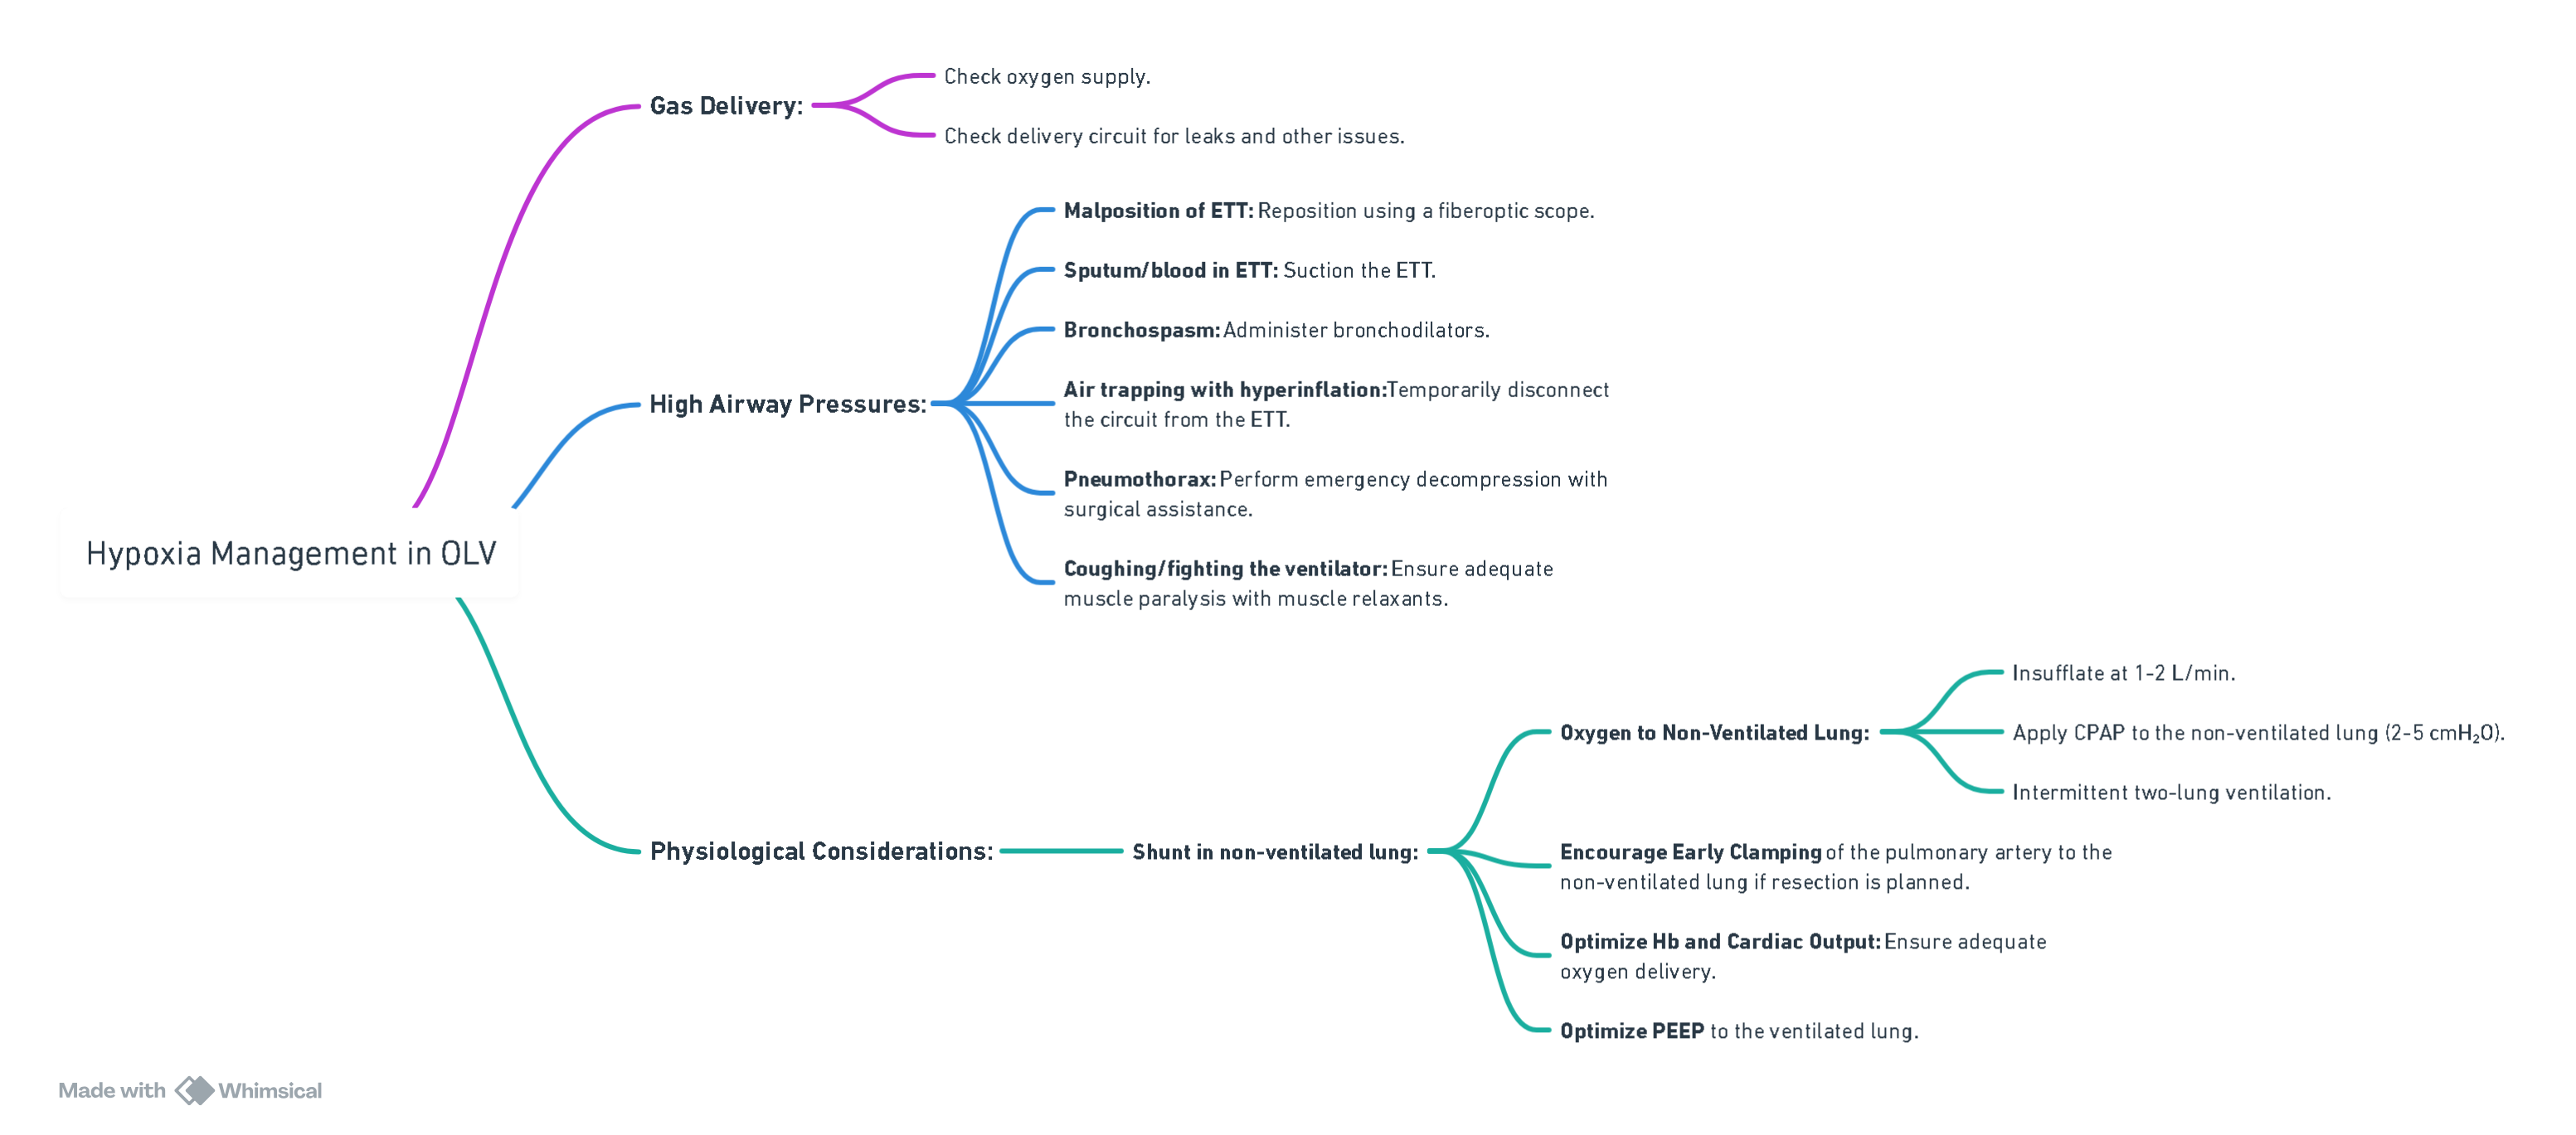 Check oxygen supply.
Gas Delivery:
Check delivery circuit for leaks and other issues.
Malposition of ETT: Reposition using a fiberoptic scope.
Sputum/blood in ETT: Suction the ETT.
Bronchospasm: Administer bronchodilators.
High Airway Pressures:
Air trapping with hyperinflation: Temporarily disconnect
the circuit from the ETT.
Pneumothorax: Perform emergency decompression with
surgical assistance.
Coughing/fighting the ventilator: Ensure adequate
muscle paralysis with muscle relaxants.
Hypoxia Management in OLV
Physiological Considerations:
Shunt in non-ventilated lung:
Oxygen to Non-Ventilated Lung:
Insufflate at 1-2 L/min.
Apply CPAP to the non-ventilated lung (2-5 cmH₂O).
Intermittent two-lung ventilation.
Encourage Early Clamping of the pulmonary artery to the
non-ventilated lung if resection is planned.
Optimize Hb and Cardiac Output: Ensure adequate
oxygen delivery.
Optimize PEEP to the ventilated lung.
Made with Whimsical